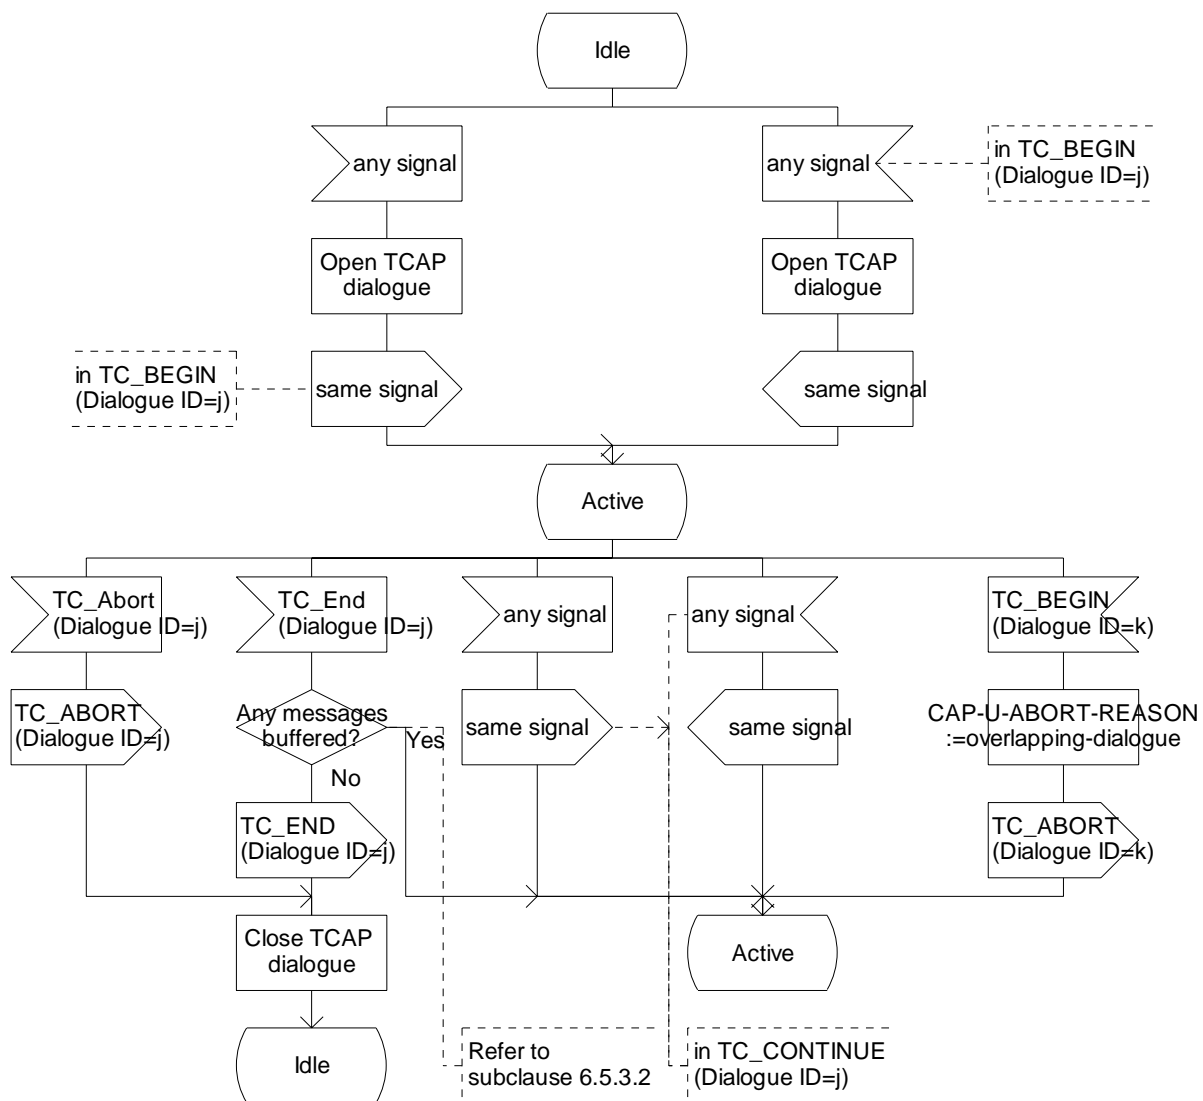 Idle
any signal
any signal
in TC_BEGIN
(Dialogue ID=j)
Open TCAP
dialogue
Open TCAP
dialogue
in TC_BEGIN
(Dialogue ID=j)
same signal
same signal
Active
TC_Abort
(Dialogue ID=j)
TC_End
(Dialogue ID=j)
any signal
any signal
TC_BEGIN
(Dialogue ID=k)
TC_ABORT
(Dialogue ID=j)
Any messages
buffered?
Yes
No
same signal
same signal
CAP-U-ABORT-REASON
:=overlapping-dialogue
TC_END
(Dialogue ID=j)
TC_ABORT
(Dialogue ID=k)
Close TCAP
dialogue
Active
Idle
Refer to
subclause 6.5.3.2
in TC_CONTINUE
(Dialogue ID=j)